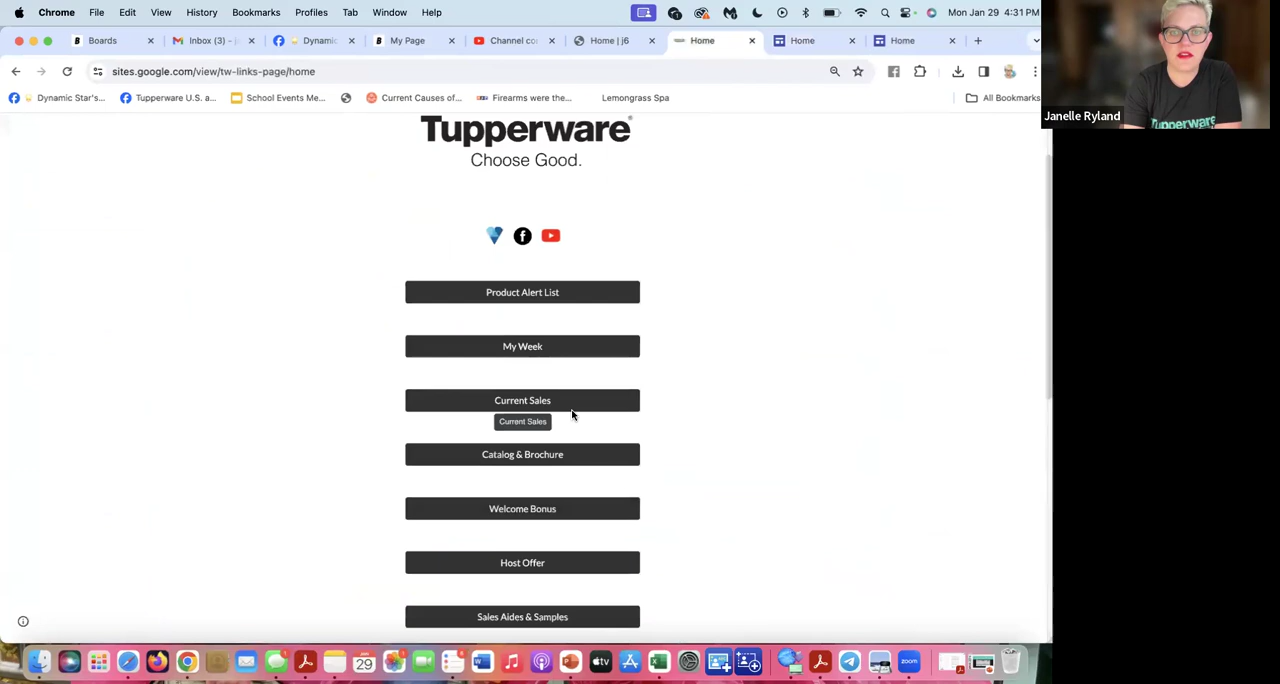 Chrome File Edit View History Bookmarks Profiles Tab Window Help Mon Jan 29 4:31 PM
Boards Inbox (3) - j Dynamic My Page Channel co Home | j6 Home Home Home
sites.google.com/view/tw-links-page/home
Dynamic Star's... Tupperware U.S. a... School Events Me... Current Causes of... Firearms were the... Lemongrass Spa All Bookmarks
Janelle Ryland
Tupperware
Tupperware®
Choose Good.
Product Alert List
My Week
Current Sales
Current Sales
Catalog & Brochure
Welcome Bonus
Host Offer
Sales Aides & Samples
29
tv
zoom